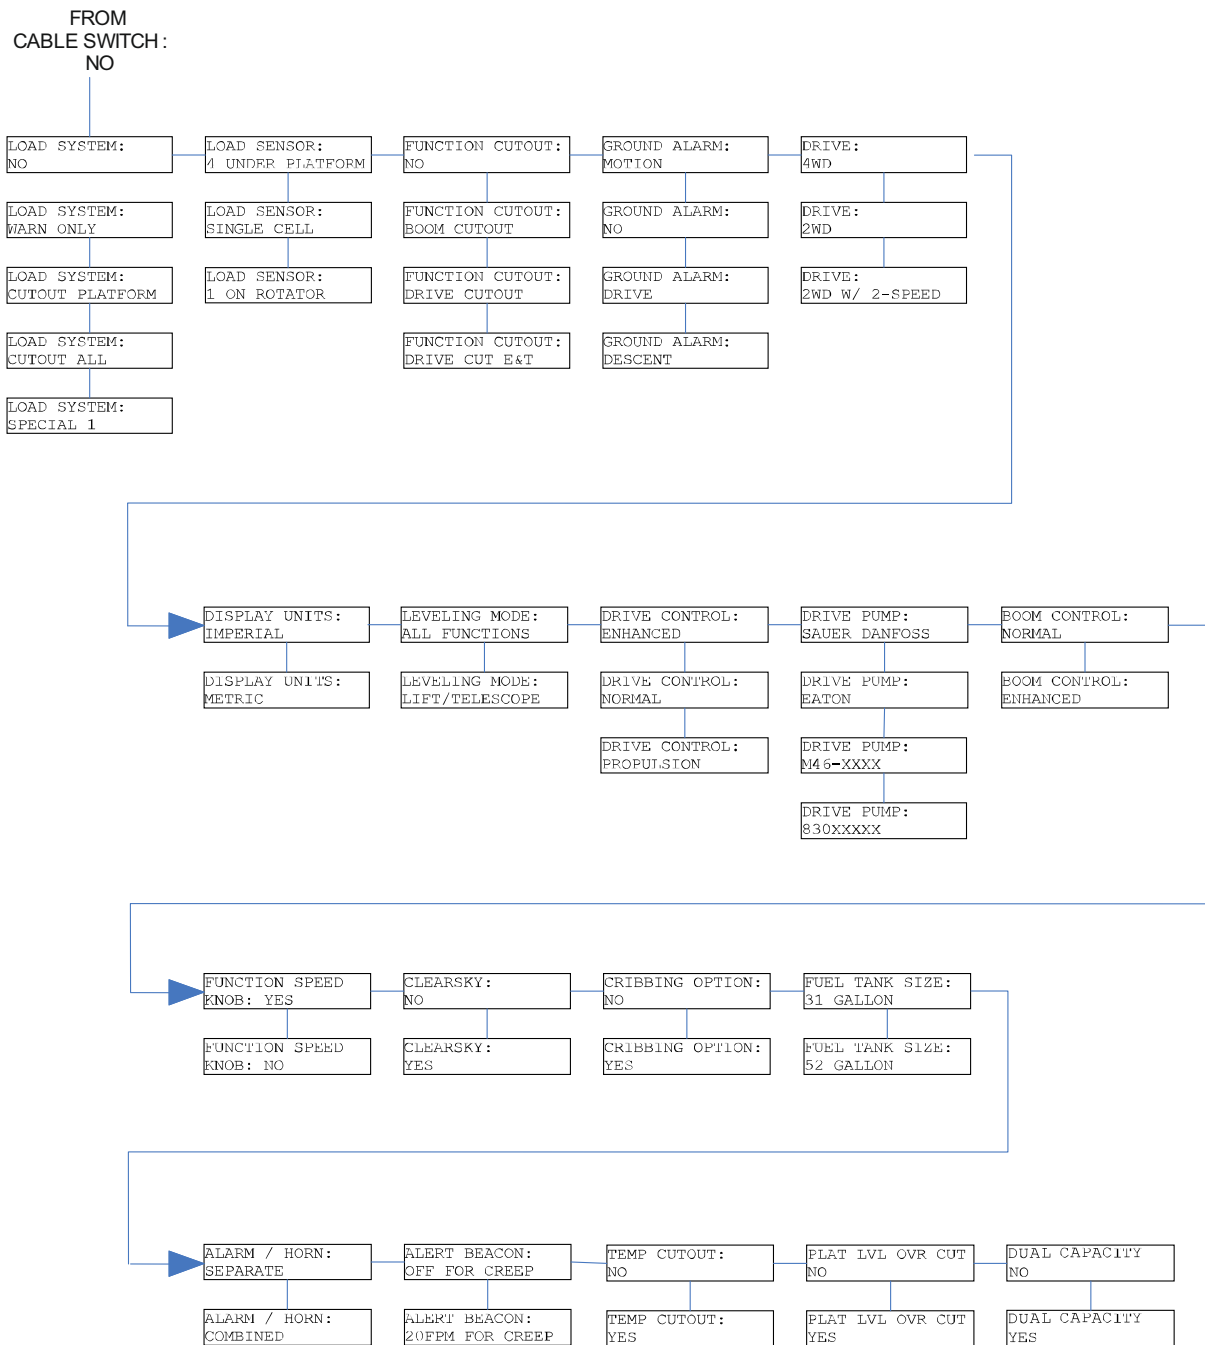 FROM
CABLE SWITCH :
NO
LOAD SYSTEM:
NO
LOAD SENSOR:
4 UNDER PLATFORM
FUNCTION CUTOUT:
NO
GROUND ALARM:
MOTION
DRIVE:
4WD
LOAD SYSTEM:
WARN ONLY
LOAD SENSOR:
SINGLE CELL
FUNCTION CUTOUT:
BOOM CUTOUT
GROUND ALARM:
NO
DRIVE:
2WD
LOAD SYSTEM:
CUTOUT PLATFORM
LOAD SENSOR:
1 ON ROTATOR
FUNCTION CUTOUT:
DRIVE CUTOUT
GROUND ALARM:
DRIVE
DRIVE:
2WD W/ 2-SPEED
LOAD SYSTEM:
CUTOUT ALL
FUNCTION CUTOUT:
DRIVE CUT E&T
GROUND ALARM:
DESCENT
LOAD SYSTEM:
SPECIAL 1
DISPLAY UNITS:
IMPERIAL
LEVELING MODE:
ALL FUNCTIONS
DRIVE CONTROL:
ENHANCED
DRIVE PUMP:
SAUER DANFOSS
BOOM CONTROL:
NORMAL
DISPLAY UNITS:
METRIC
LEVELING MODE:
LIFT/TELESCOPE
DRIVE CONTROL:
NORMAL
DRIVE PUMP:
EATON
BOOM CONTROL:
ENHANCED
DRIVE CONTROL:
PROPULSION
DRIVE PUMP:
M46-XXXX
DRIVE PUMP:
830XXXXX
FUNCTION SPEED
KNOB: YES
CLEARSKY:
NO
CRIBBING OPTION:
NO
FUEL TANK SIZE:
31 GALLON
FUNCTION SPEED
KNOB: NO
CLEARSKY:
YES
CRIBBING OPTION:
YES
FUEL TANK SIZE:
52 GALLON
ALARM / HORN:
SEPARATE
ALERT BEACON:
OFF FOR CREEP
TEMP CUTOUT:
NO
PLAT LVL OVR CUT
NO
DUAL CAPACITY
NO
ALARM / HORN:
COMBINED
ALERT BEACON:
20FPM FOR CREEP
TEMP CUTOUT:
YES
PLAT LVL OVR CUT
YES
DUAL CAPACITY
YES